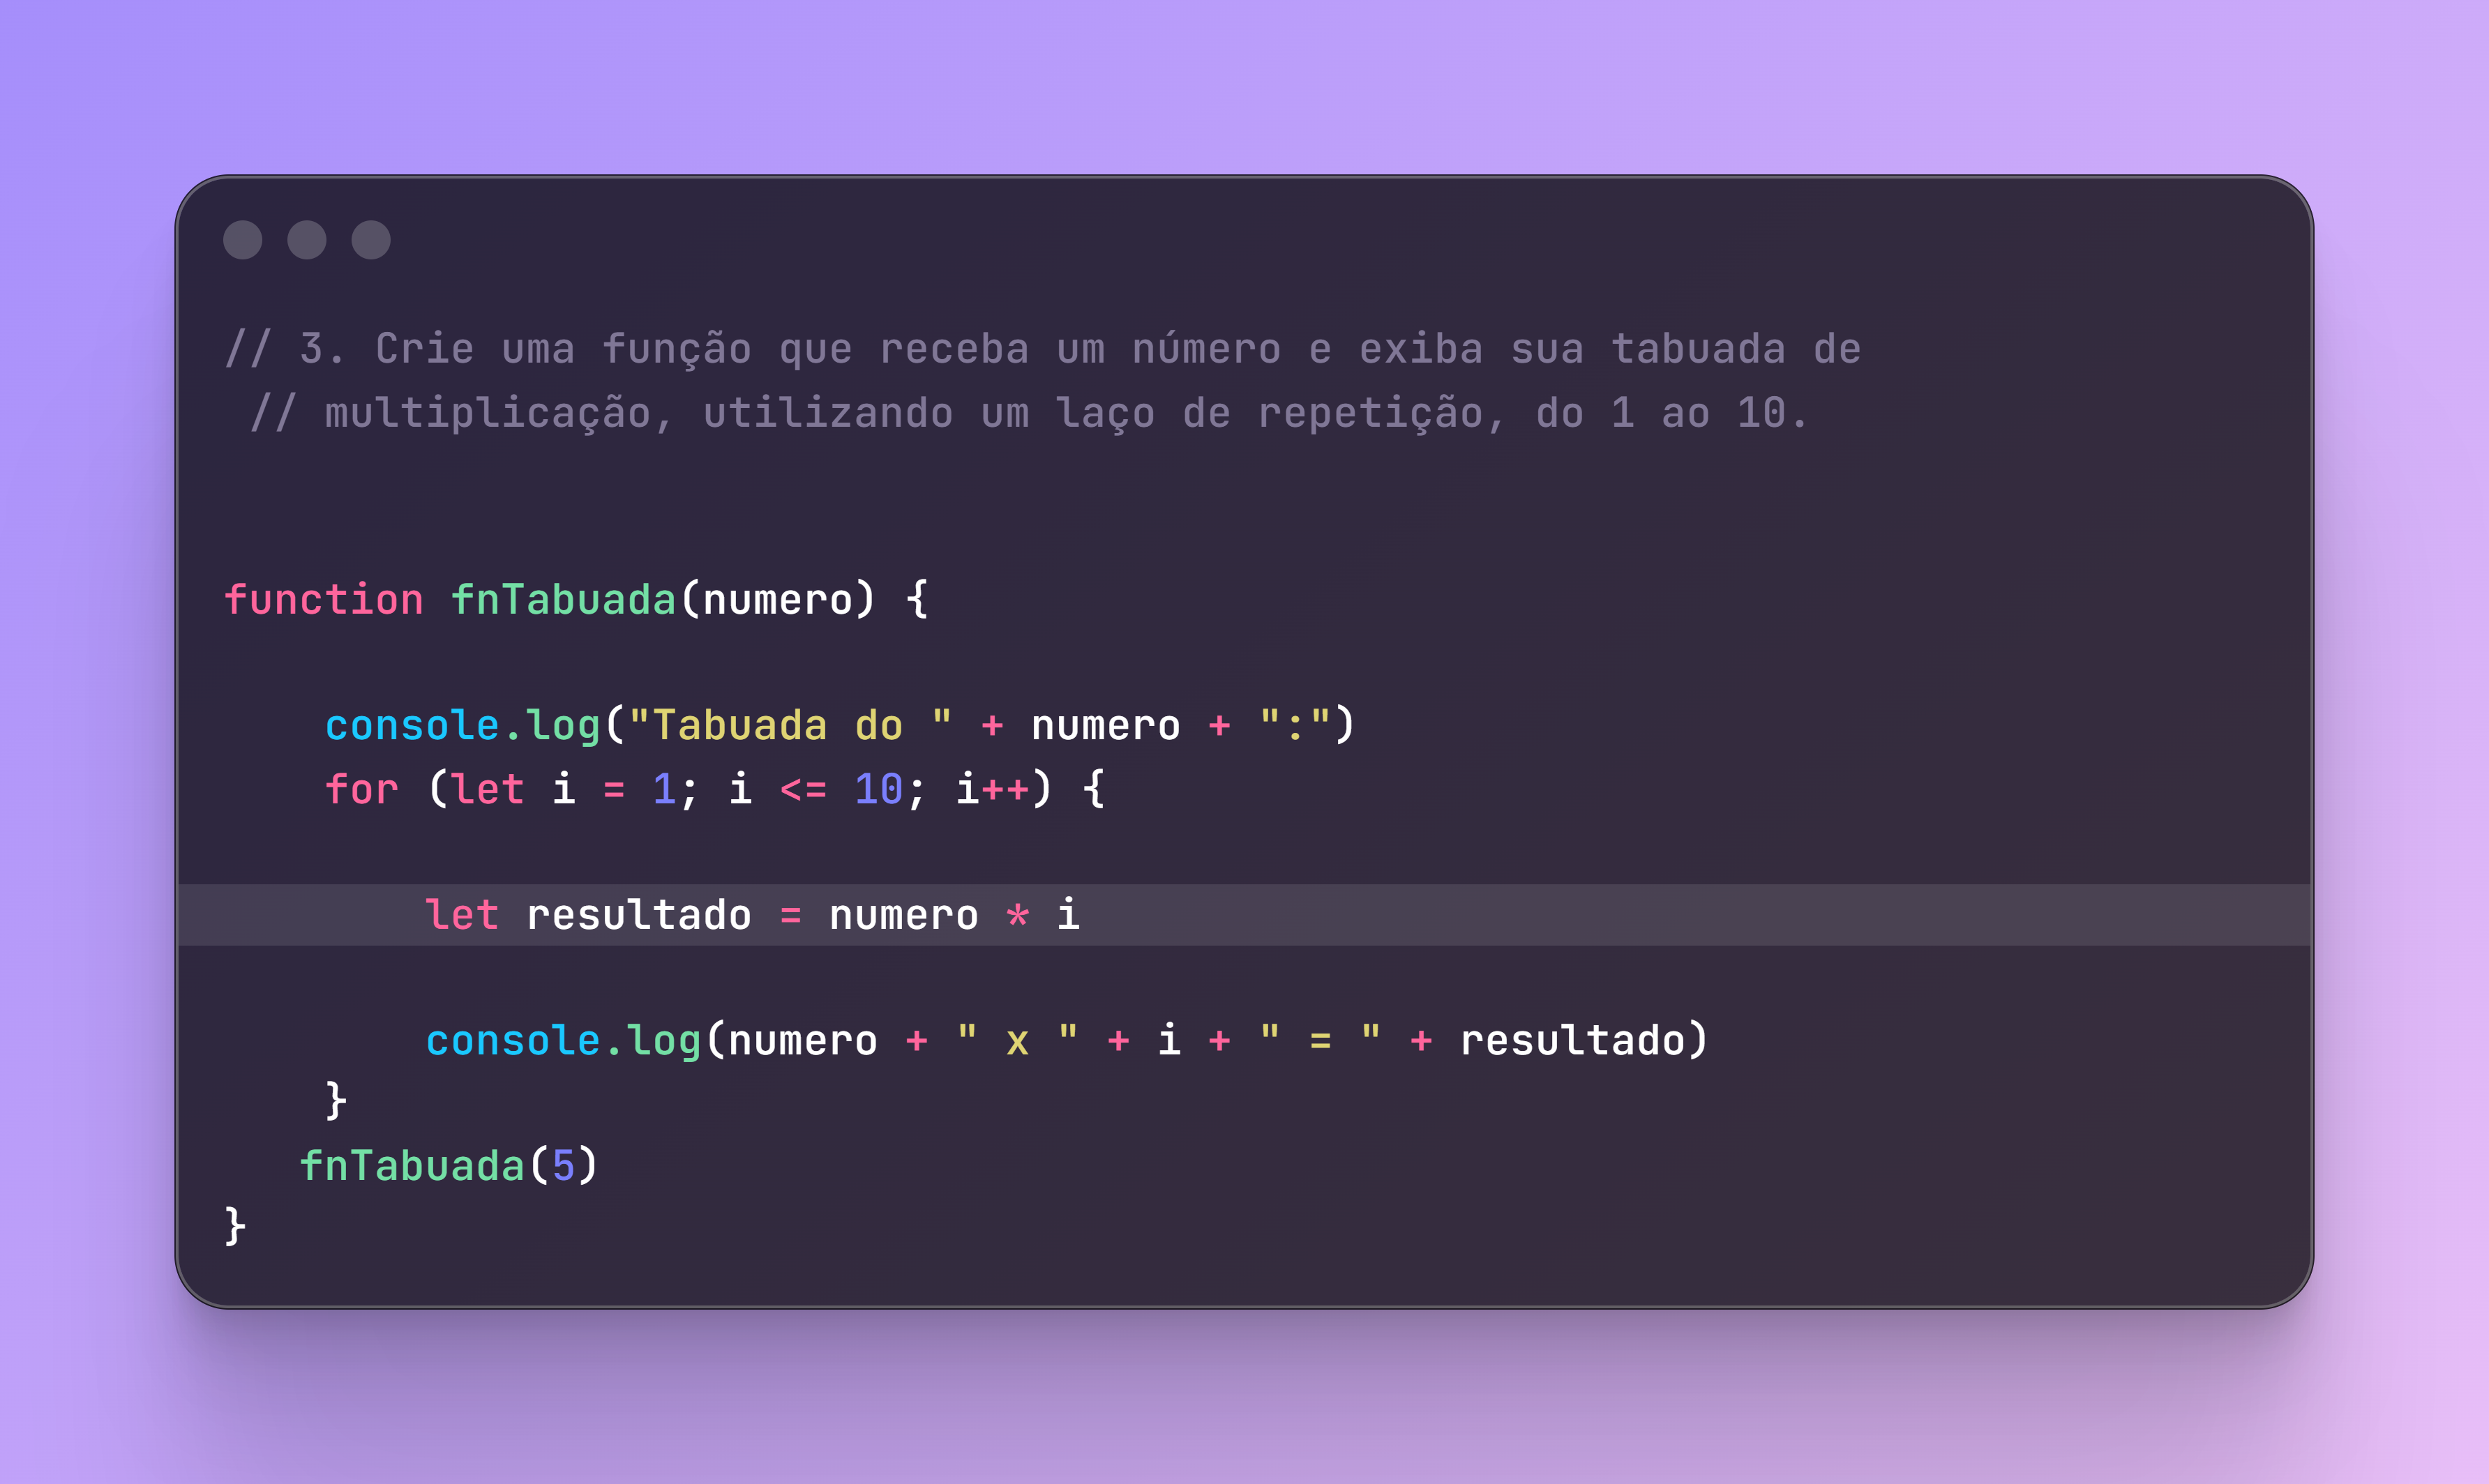 // 3. Crie uma função que receba um número e exiba sua tabuada de
 // multiplicação, utilizando um laço de repetição, do 1 ao 10.
function fnTabuada(numero) {
    console.log("Tabuada do " + numero + ":")
    for (let i = 1; i <= 10; i++) {
        let resultado = numero * i
        console.log(numero + " x " + i + " = " + resultado)
    }
   fnTabuada(5)
}